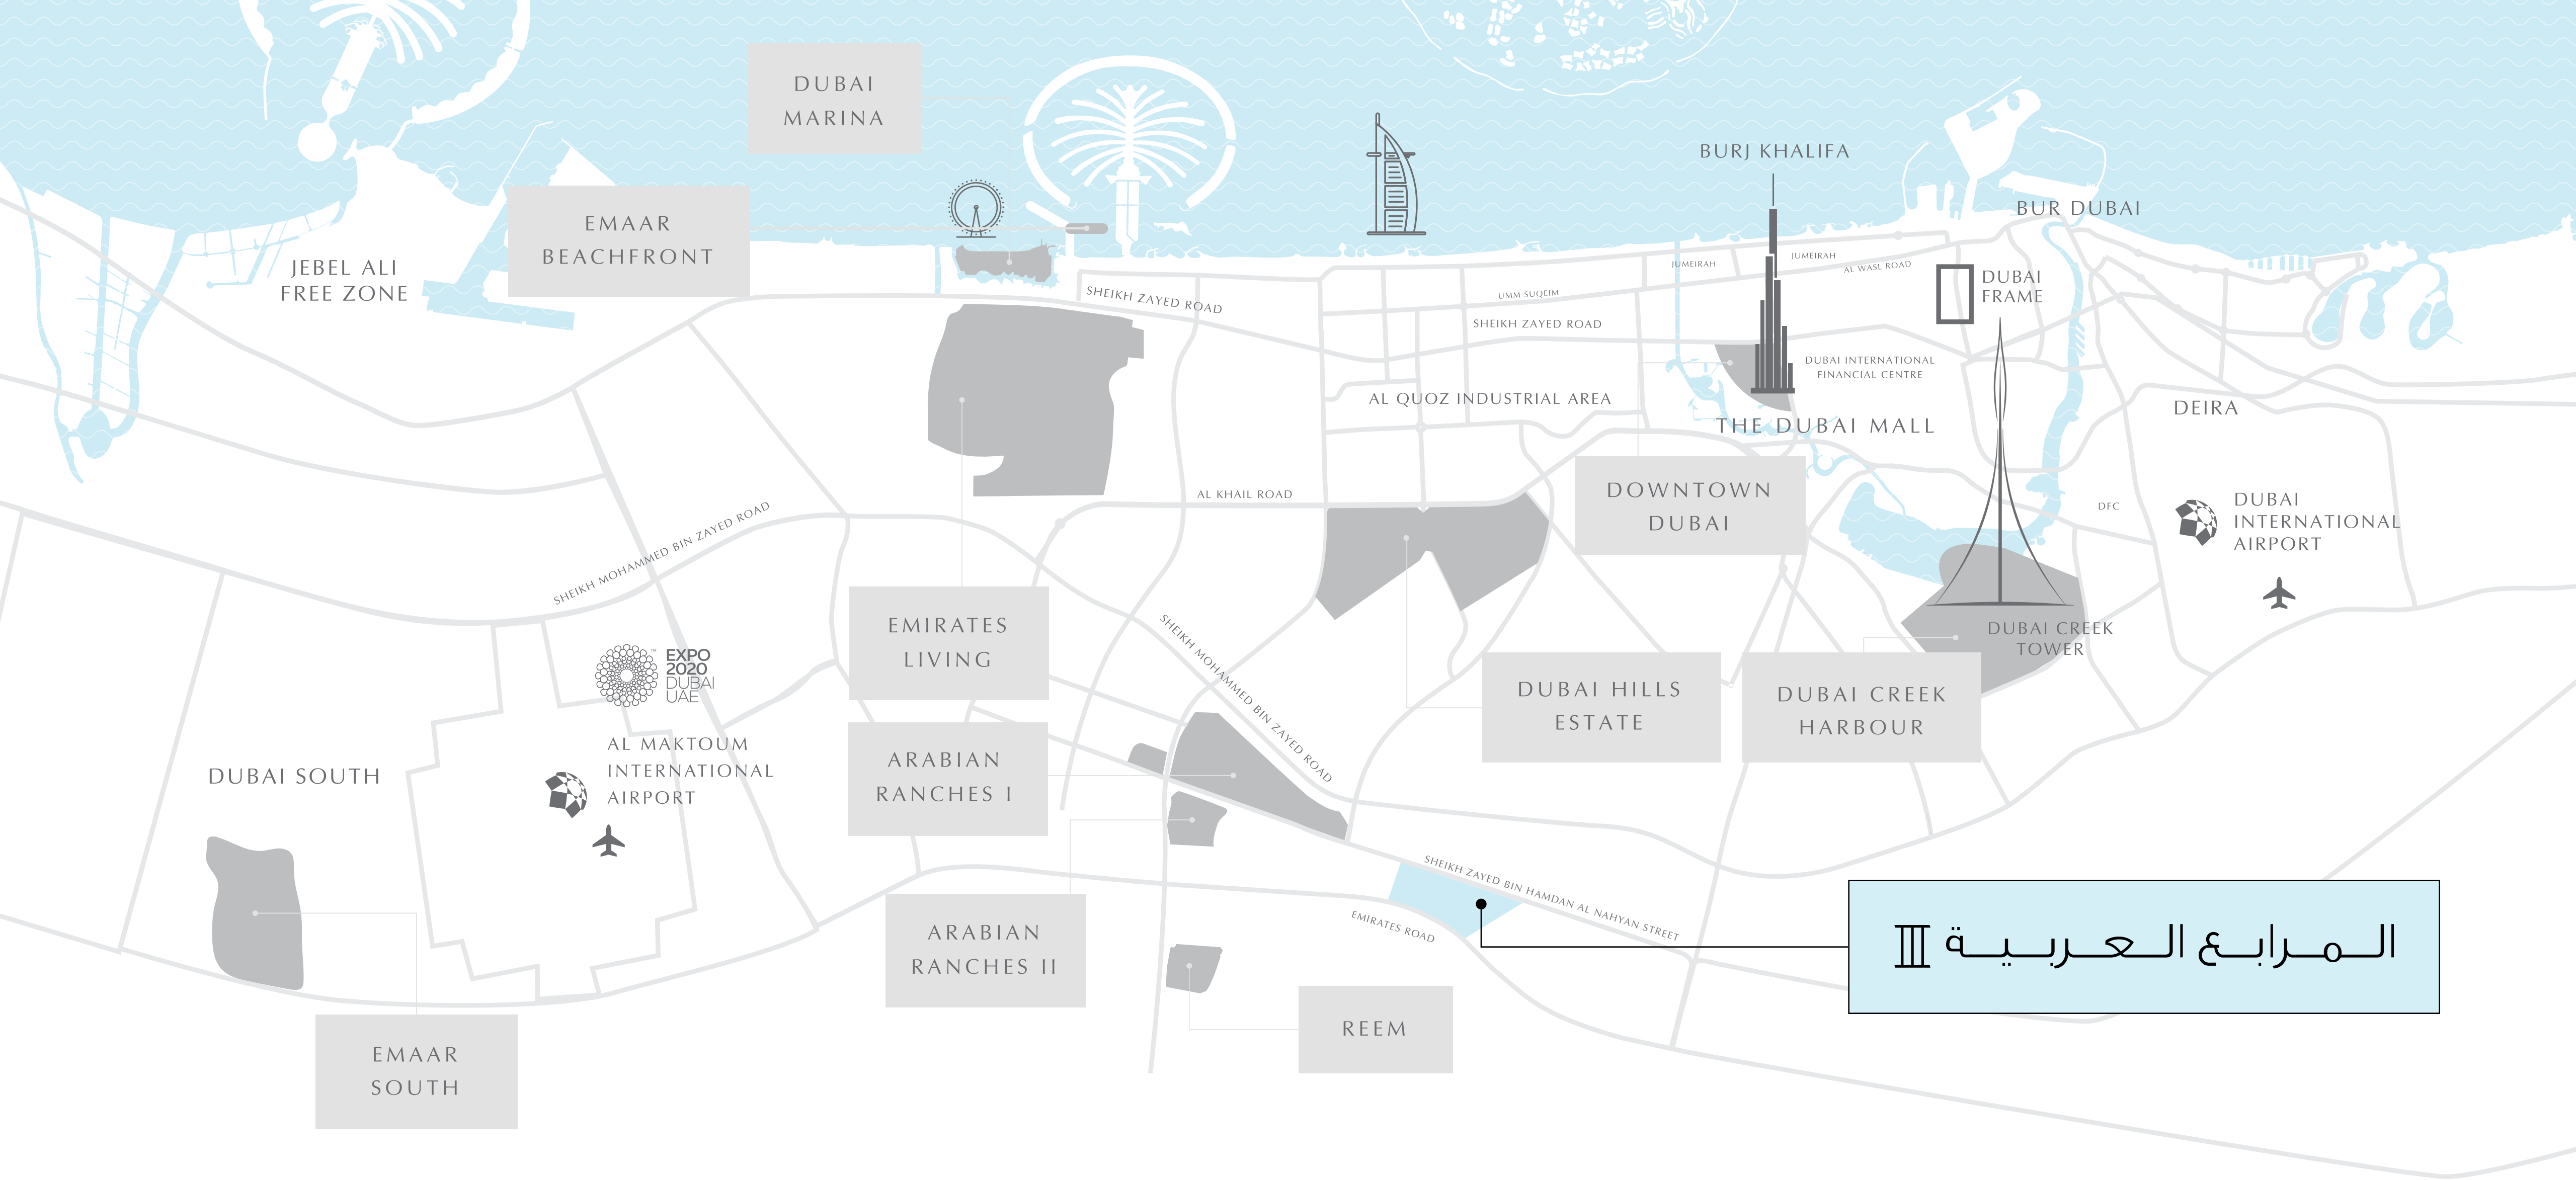 DUBAI
MARINA
EMAAR
BEACHFRONT
BURJ KHALIFA
BUR DUBAI
JEBEL ALI
FREE ZONE
JUMEIRAH
JUMEIRAH
AL WASL ROAD
DUBAI
FRAME
SHEIKH ZAYED ROAD
UMM SUQEIM
SHEIKH ZAYED ROAD
DUBAI INTERNATIONAL
FINANCIAL CENTRE
AL QUOZ INDUSTRIAL AREA
THE DUBAI MALL
DEIRA
AL KHAIL ROAD
DOWNTOWN
DUBAI
DFC
DUBAI
INTERNATIONAL
AIRPORT
SHEIKH MOHAMMED BIN ZAYED ROAD
EMIRATES
LIVING
SHEIKH MOHAMMED BIN ZAYED ROAD
DUBAI CREEK
TOWER
EXPO
2020
DUBAI
UAE
™
DUBAI HILLS
ESTATE
DUBAI CREEK
HARBOUR
AL MAKTOUM
INTERNATIONAL
AIRPORT
DUBAI SOUTH
ARABIAN
RANCHES I
SHEIKH ZAYED BIN HAMDAN AL NAHYAN STREET
EMIRATES ROAD
ARABIAN
RANCHES II
المرابع العربية III
REEM
EMAAR
SOUTH